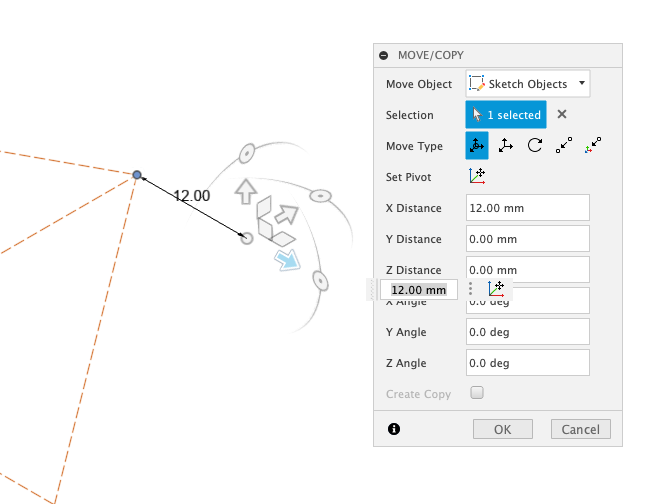 MOVE/COPY
Move Object Sketch Objects
Selection 1 selected
Move Type
Set Pivot
12.00
X Distance 12.00 mm
Y Distance 0.00 mm
Z Distance 0.00 mm
12.00 mm
X Angle 0.0 deg
Y Angle 0.0 deg
Z Angle 0.0 deg
Create Copy
OK Cancel